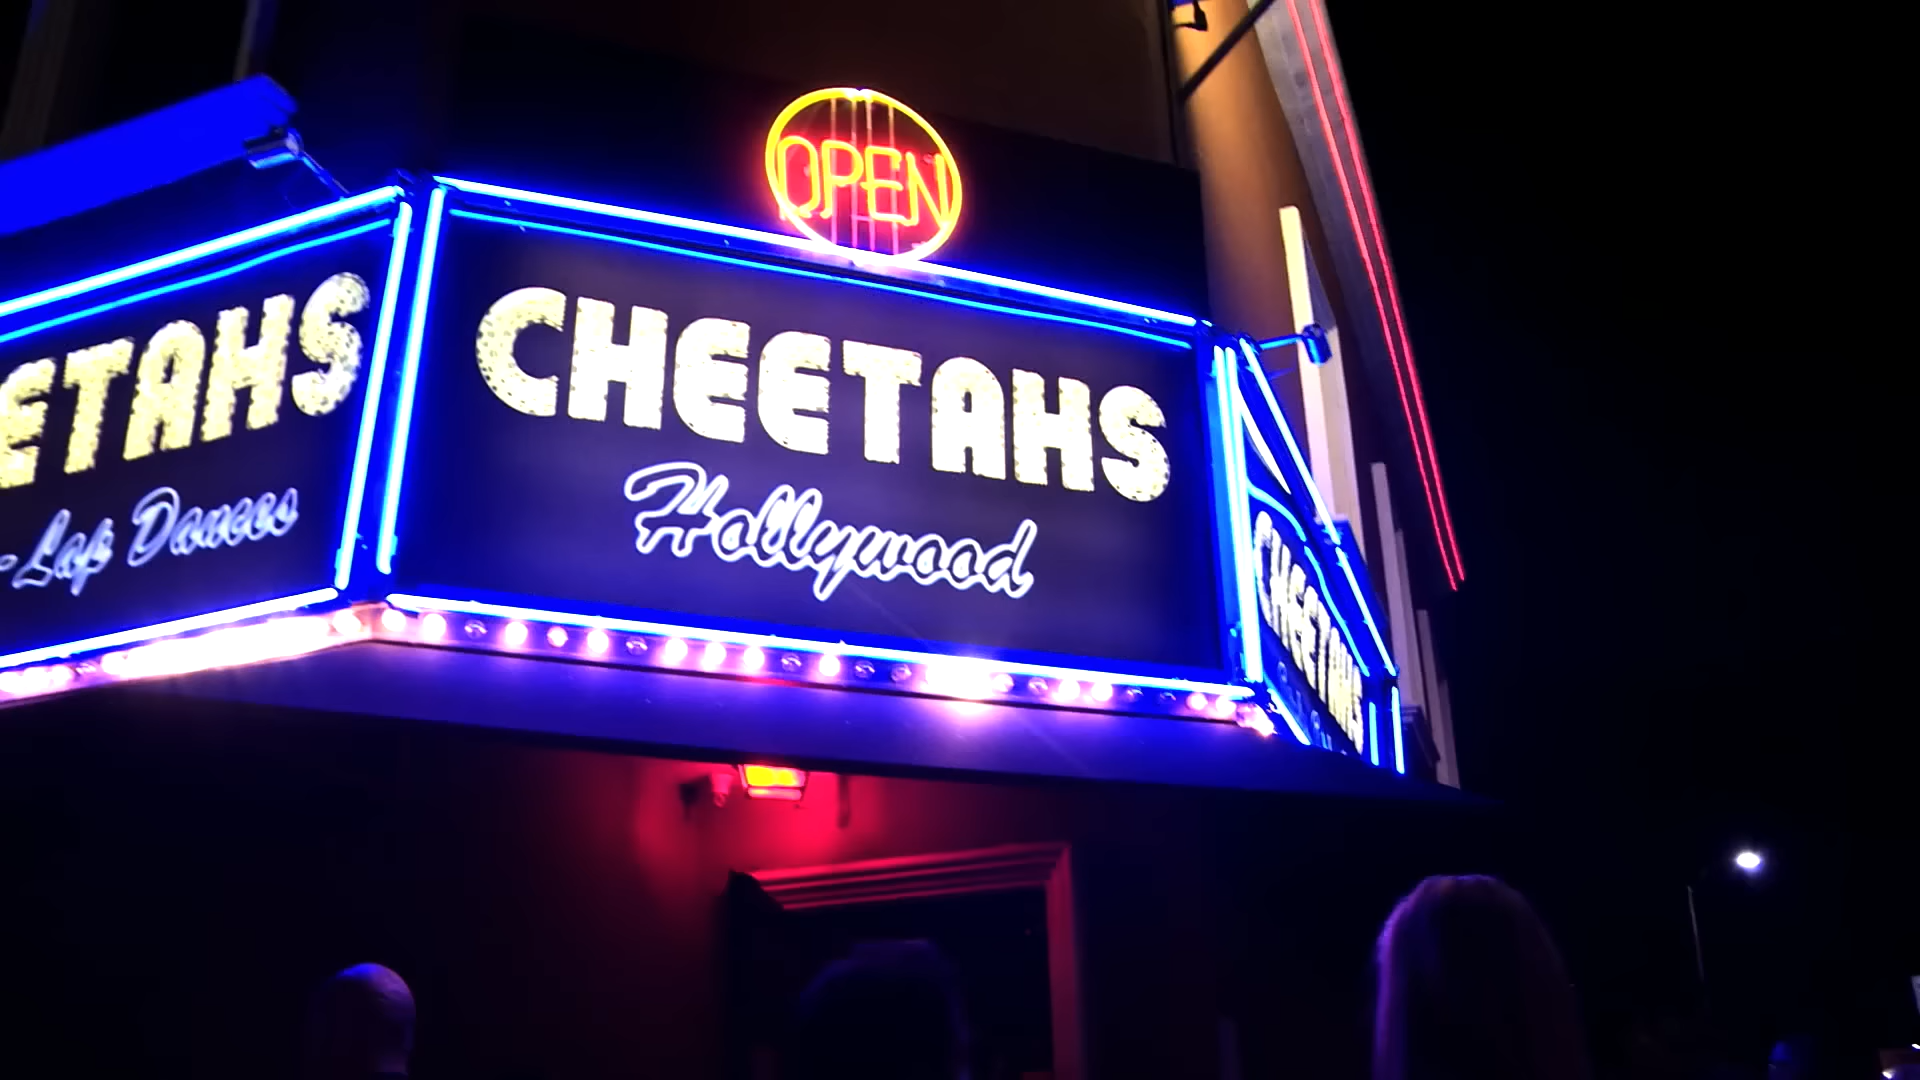 OPEN
CHEETAHS
Hollywood
ETAHS
-Lap Dances
CHEETAHS